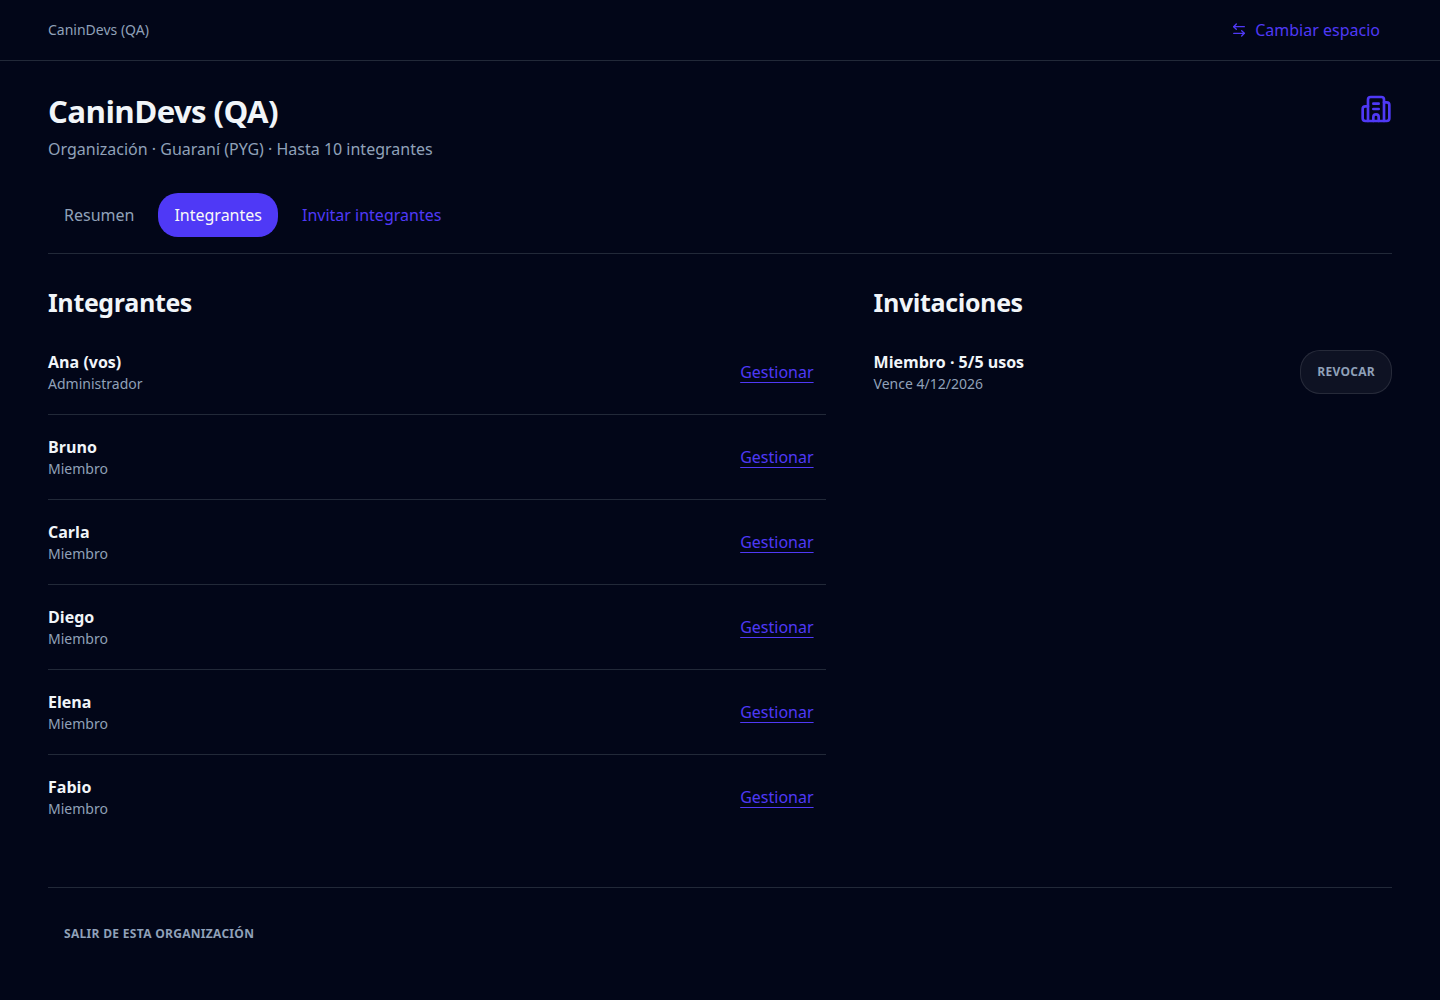 CaninDevs (QA)
Cambiar espacio
CaninDevs (QA)
Organización · Guaraní (PYG) · Hasta 10 integrantes
Resumen
Integrantes
Invitar integrantes
Integrantes
Ana (vos)
Administrador
Gestionar
Bruno
Miembro
Gestionar
Carla
Miembro
Gestionar
Diego
Miembro
Gestionar
Elena
Miembro
Gestionar
Fabio
Miembro
Gestionar
Invitaciones
Miembro · 5/5 usos
Vence 4/12/2026
REVOCAR
SALIR DE ESTA ORGANIZACIÓN